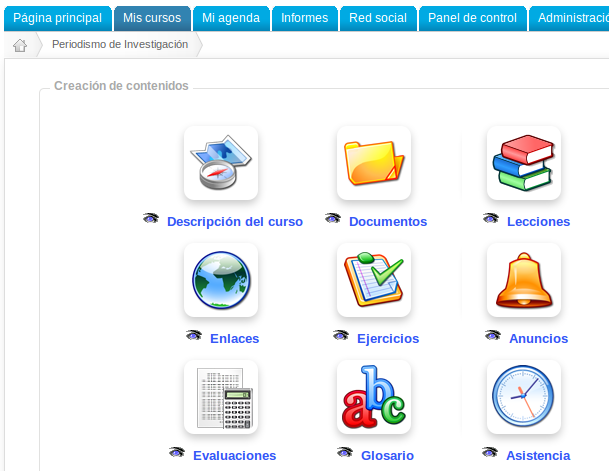 Página principal Mis cursos Mi agenda Informes Red social Panel de control Administració
Periodismo de Investigación
Creación de contenidos
Descripción del curso Documentos Lecciones
Enlaces Ejercicios Anuncios
abc
Evaluaciones Glosario Asistencia